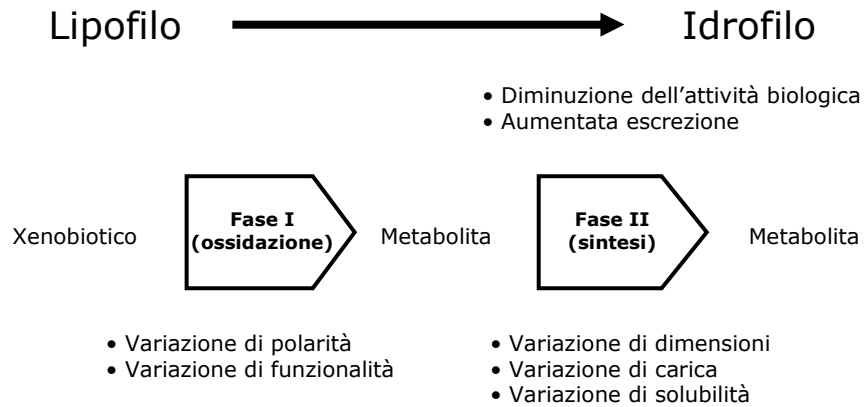 Lipofilo
Idrofilo
• Diminuzione dell'attività biologica
• Aumentata escrezione
Xenobiotico
Fase I
(ossidazione)
Metabolita
Fase II
(sintesi)
Metabolita
• Variazione di polarità
• Variazione di funzionalità
• Variazione di dimensioni
• Variazione di carica
• Variazione di solubilità